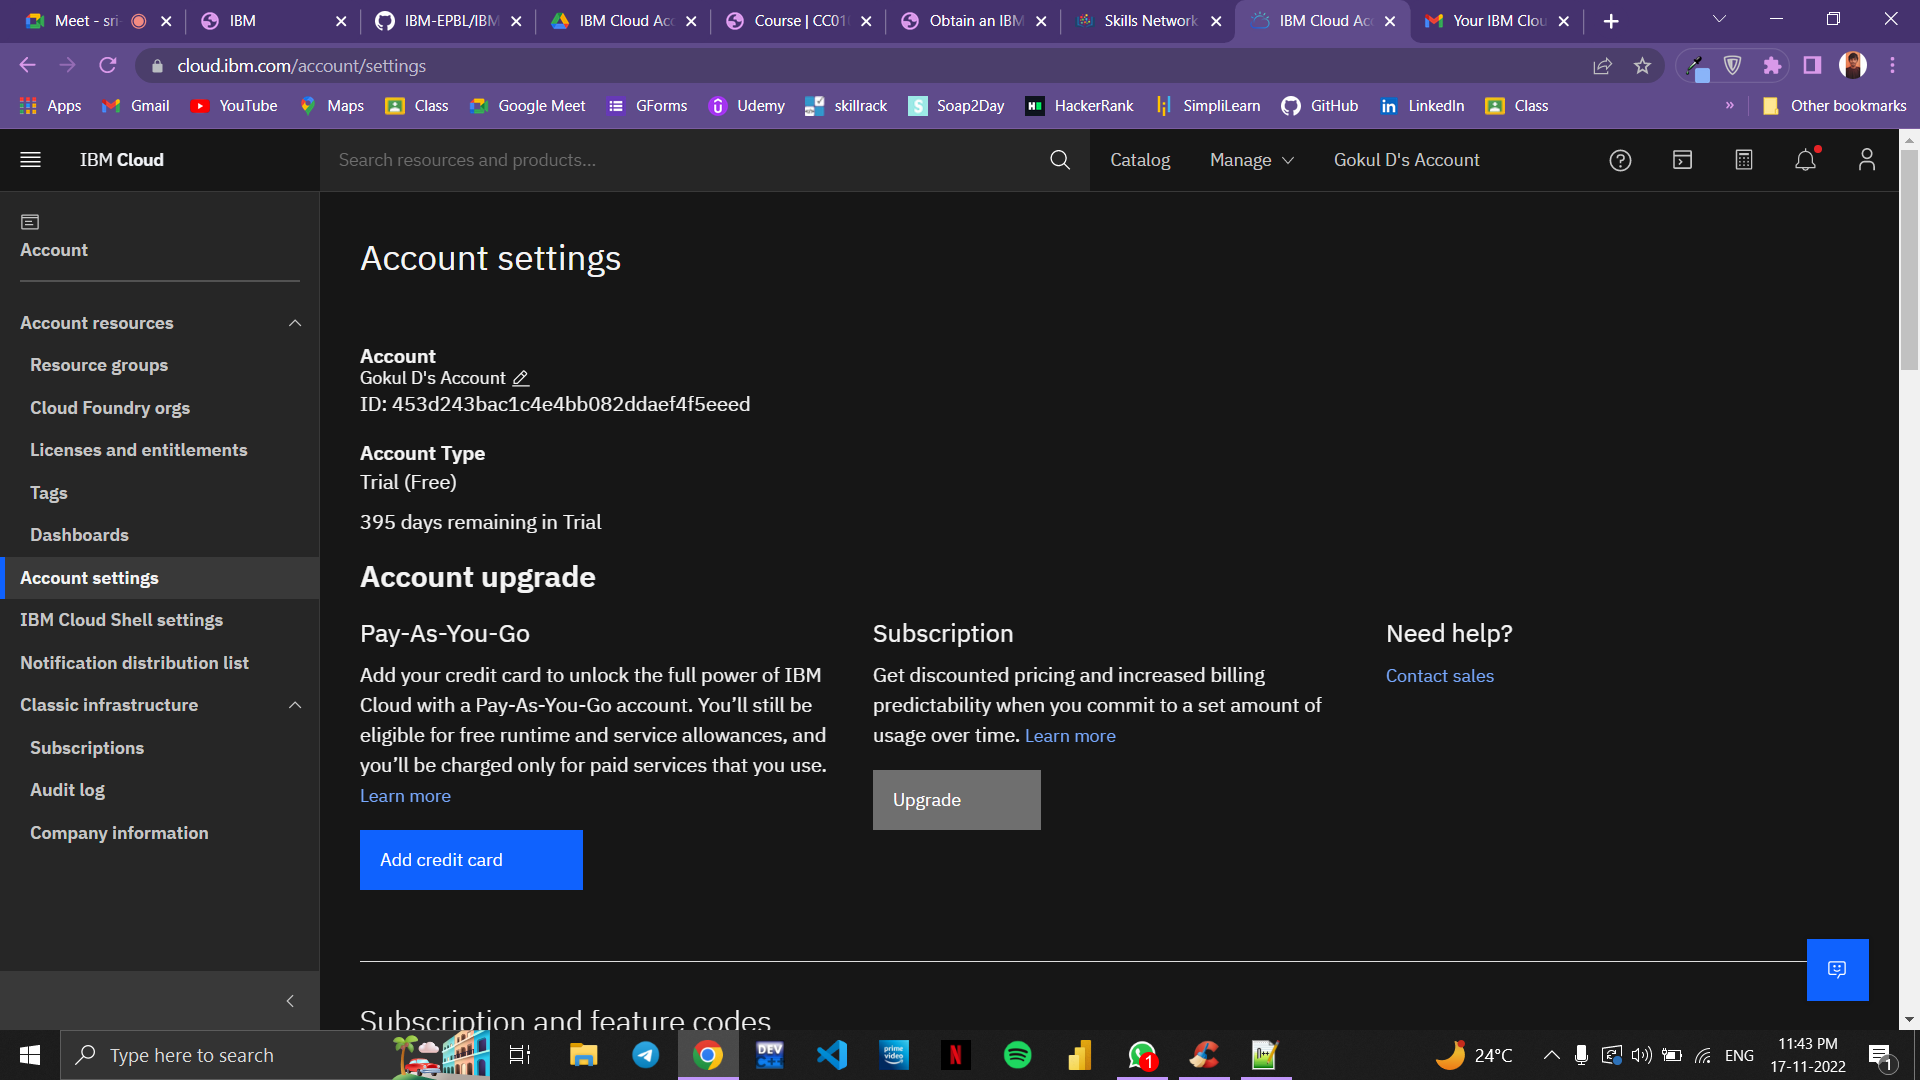 Meet - sri
IBM
IBM-EPBL/IBM
IBM Cloud Acc
Course | CC01
Obtain an IBM
Skills Network
IBM Cloud Acc
Your IBM Clou
cloud.ibm.com/account/settings
Apps
Gmail
YouTube
Maps
Class
Google Meet
GForms
Udemy
skillrack
Soap2Day
HackerRank
SimpliLearn
GitHub
LinkedIn
Class
»
Other bookmarks
IBM Cloud
Search resources and products...
Catalog
Manage
Gokul D's Account
Account
Account resources
Resource groups
Cloud Foundry orgs
Licenses and entitlements
Tags
Dashboards
Account settings
IBM Cloud Shell settings
Notification distribution list
Classic infrastructure
Subscriptions
Audit log
Company information
Account settings
Account
Gokul D's Account
ID: 453d243bac1c4e4bb082ddaef4f5eeed
Account Type
Trial (Free)
395 days remaining in Trial
Account upgrade
Pay-As-You-Go
Add your credit card to unlock the full power of IBM
Cloud with a Pay-As-You-Go account. You’ll still be
eligible for free runtime and service allowances, and
you’ll be charged only for paid services that you use.
Learn more
Add credit card
Subscription
Get discounted pricing and increased billing
predictability when you commit to a set amount of
usage over time. Learn more
Upgrade
Need help?
Contact sales
Subscription and feature codes
Type here to search
DEV
prime video
N
1
24°C
ENG
11:43 PM
17-11-2022
1